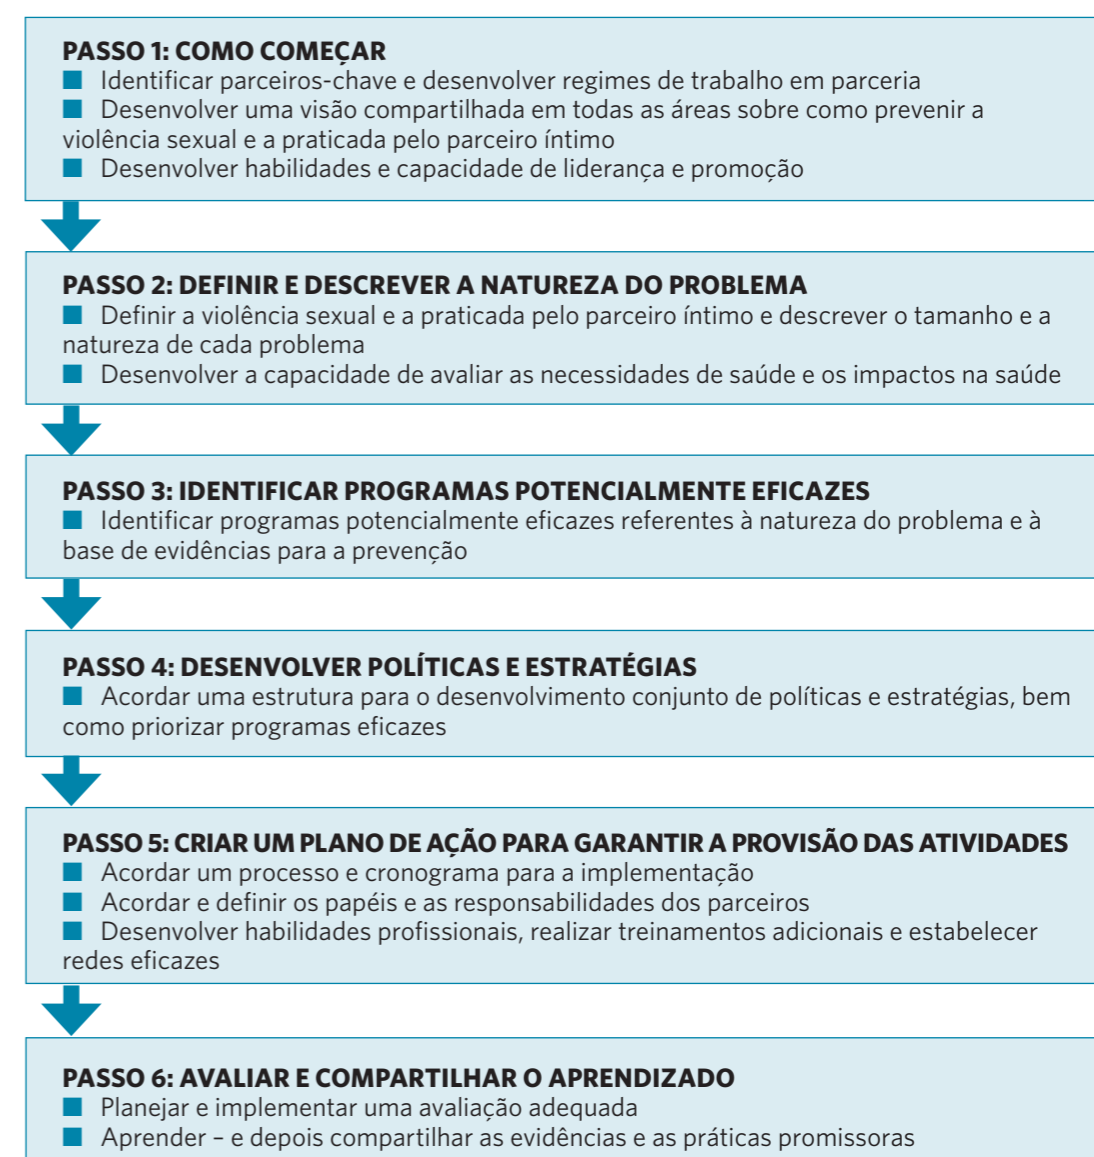 PASSO 1: COMO COMEÇAR
■ Identificar parceiros-chave e desenvolver regimes de trabalho em parceria
■ Desenvolver uma visão compartilhada em todas as áreas sobre como prevenir a
violência sexual e a praticada pelo parceiro íntimo
■ Desenvolver habilidades e capacidade de liderança e promoção
PASSO 2: DEFINIR E DESCREVER A NATUREZA DO PROBLEMA
■ Definir a violência sexual e a praticada pelo parceiro íntimo e descrever o tamanho e a
natureza de cada problema
■ Desenvolver a capacidade de avaliar as necessidades de saúde e os impactos na saúde
PASSO 3: IDENTIFICAR PROGRAMAS POTENCIALMENTE EFICAZES
■ Identificar programas potencialmente eficazes referentes à natureza do problema e à
base de evidências para a prevenção
PASSO 4: DESENVOLVER POLÍTICAS E ESTRATÉGIAS
■ Acordar uma estrutura para o desenvolvimento conjunto de políticas e estratégias, bem
como priorizar programas eficazes
PASSO 5: CRIAR UM PLANO DE AÇÃO PARA GARANTIR A PROVISÃO DAS ATIVIDADES
■ Acordar um processo e cronograma para a implementação
■ Acordar e definir os papéis e as responsabilidades dos parceiros
■ Desenvolver habilidades profissionais, realizar treinamentos adicionais e estabelecer
redes eficazes
PASSO 6: AVALIAR E COMPARTILHAR O APRENDIZADO
■ Planejar e implementar uma avaliação adequada
■ Aprender – e depois compartilhar as evidências e as práticas promissoras